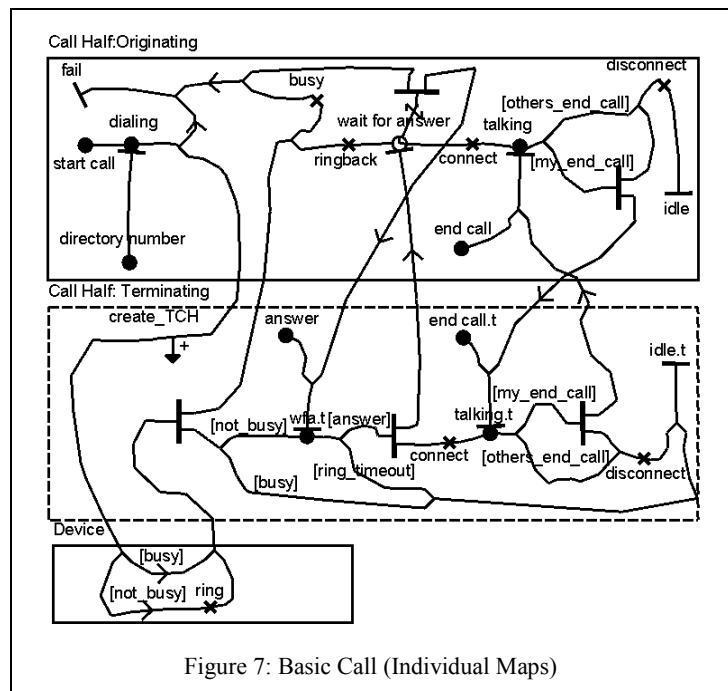 Call Half:Originating
fail
busy
disconnect
dialing
wait for answer
talking
[others_end_call]
start call
ringback
connect
[my_end_call]
idle
directory number
end call
Call Half: Terminating
create_TCH
+
answer
end call.t
idle.t
[not_busy]
wfa.t
[answer]
talking.t
[my_end_call]
[ring_timeout]
connect
[others_end_call]
disconnect
[busy]
Device
[busy]
[not_busy]
ring
Figure 7: Basic Call (Individual Maps)